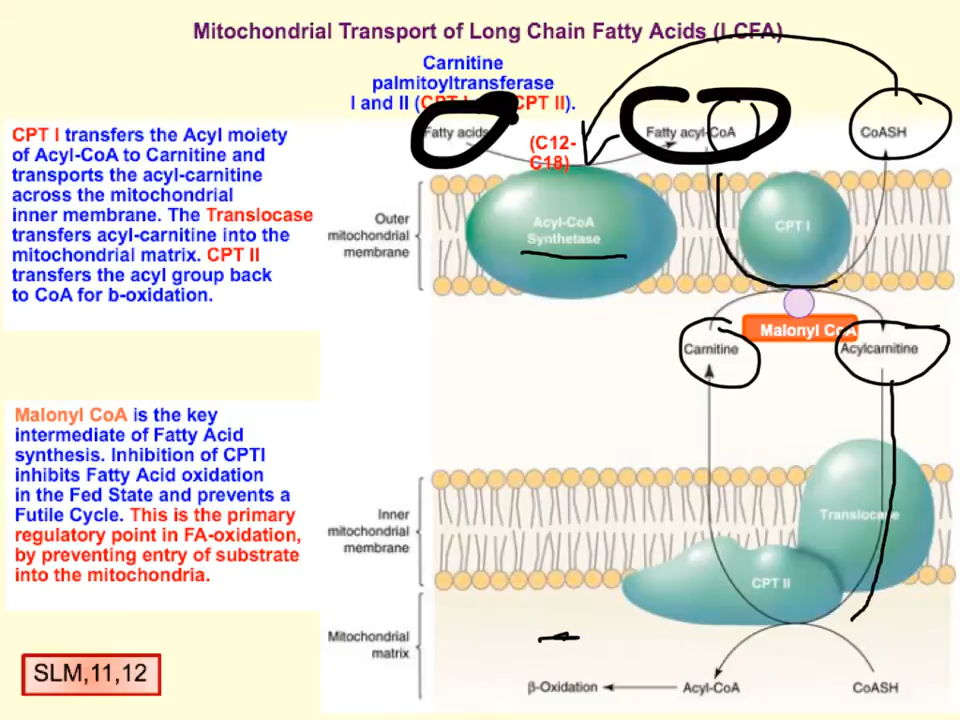 Mitochondrial Transport of Long Chain Fatty Acids (LCFA)
Carnitine
palmitoyltransferase
I and II (CPT I CPT II).
CPT I transfers the Acyl moiety
of Acyl-CoA to Carnitine and
transports the acyl-carnitine
across the mitochondrial
inner membrane. The Translocase
transfers acyl-carnitine into the
mitochondrial matrix. CPT II
transfers the acyl group back
to CoA for b-oxidation.
Fatty acids
(C12-
C18)
Fatty acyl-CoA
CoASH
Outer
mitochondrial
membrane
Acyl-CoA
Synthetase
CPT I
Malonyl CoA
Carnitine
Acylcarnitine
Malonyl CoA is the key
intermediate of Fatty Acid
synthesis. Inhibition of CPTI
inhibits Fatty Acid oxidation
in the Fed State and prevents a
Futile Cycle. This is the primary
regulatory point in FA-oxidation,
by preventing entry of substrate
into the mitochondria.
Inner
mitochondrial
membrane
Translocase
CPT II
Mitochondrial
matrix
β-Oxidation
Acyl-CoA
CoASH
SLM,11,12